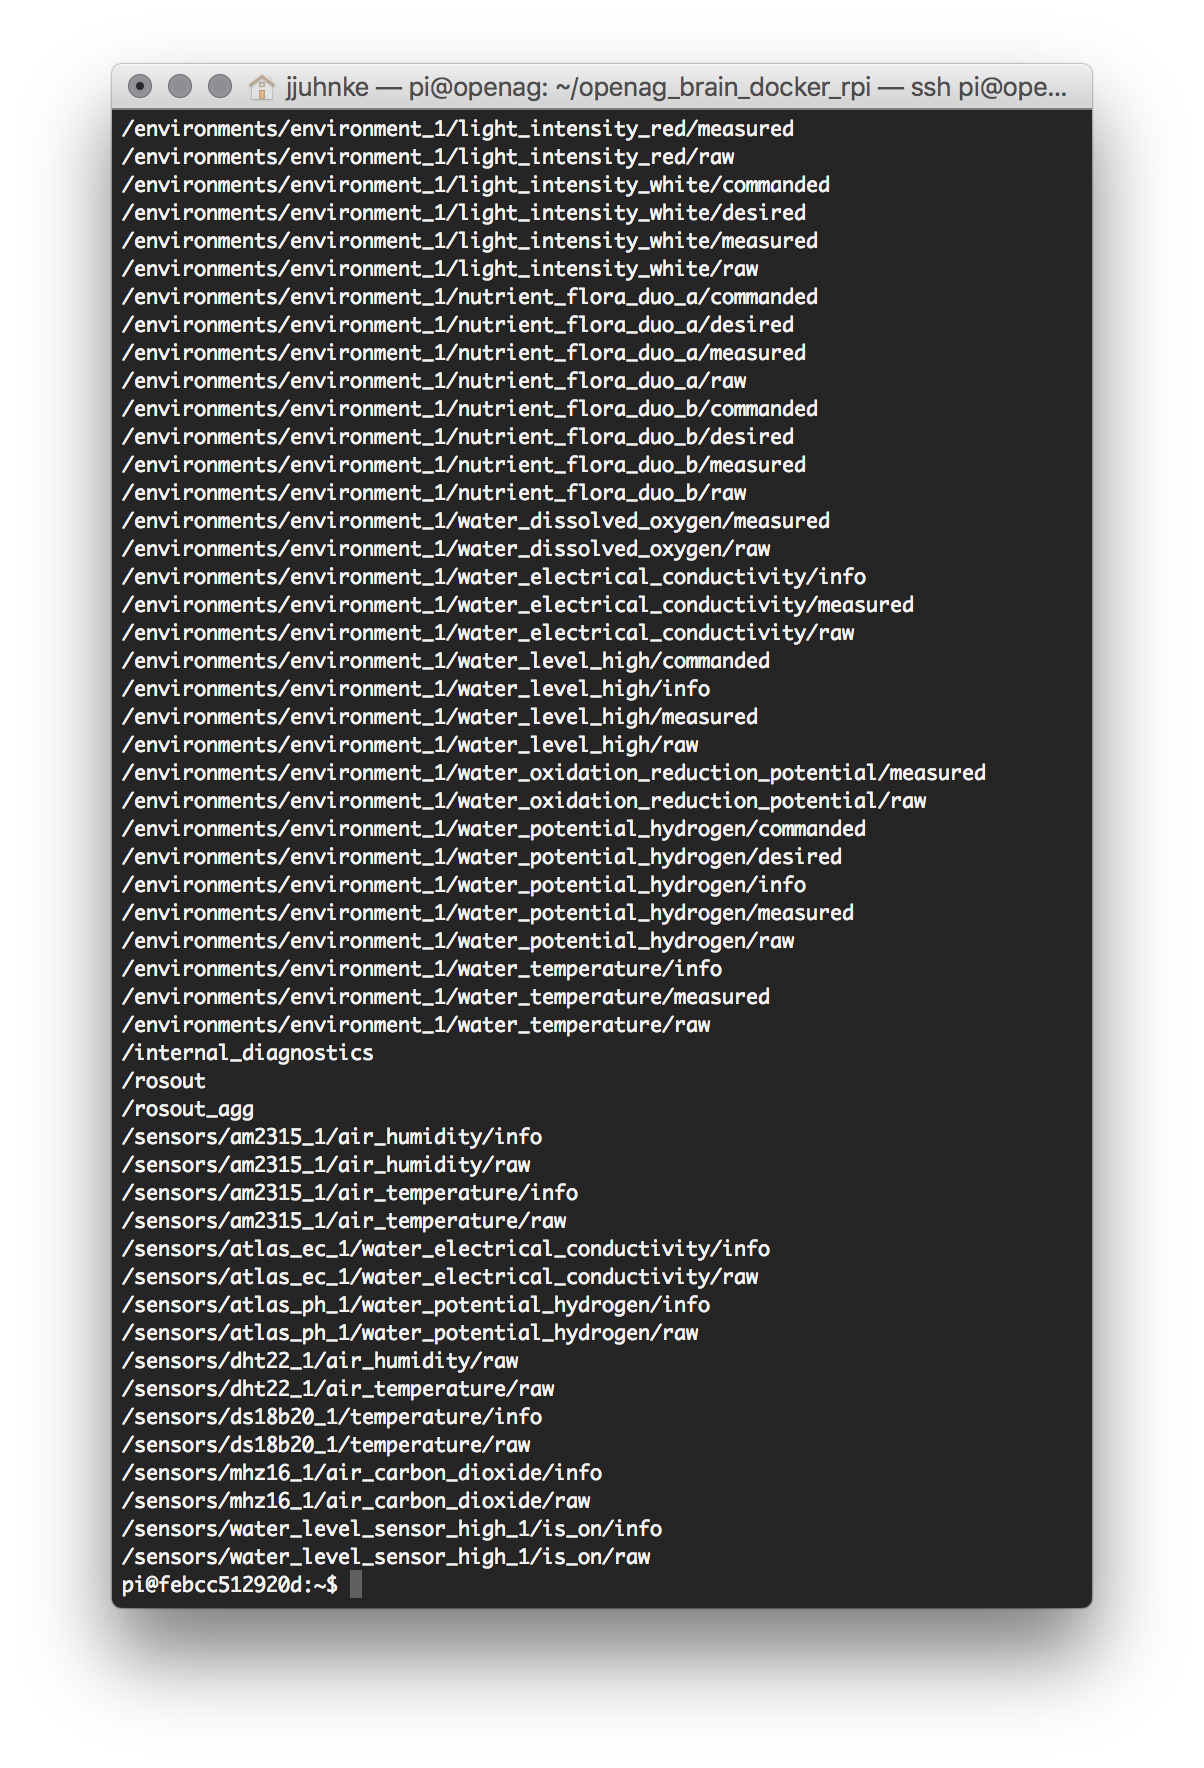 jjuhnke — pi@openag: ~/openag_brain_docker_rpi — ssh pi@ope...
/environments/environment_1/light_intensity_red/measured
/environments/environment_1/light_intensity_red/raw
/environments/environment_1/light_intensity_white/commanded
/environments/environment_1/light_intensity_white/desired
/environments/environment_1/light_intensity_white/measured
/environments/environment_1/light_intensity_white/raw
/environments/environment_1/nutrient_flora_duo_a/commanded
/environments/environment_1/nutrient_flora_duo_a/desired
/environments/environment_1/nutrient_flora_duo_a/measured
/environments/environment_1/nutrient_flora_duo_a/raw
/environments/environment_1/nutrient_flora_duo_b/commanded
/environments/environment_1/nutrient_flora_duo_b/desired
/environments/environment_1/nutrient_flora_duo_b/measured
/environments/environment_1/nutrient_flora_duo_b/raw
/environments/environment_1/water_dissolved_oxygen/measured
/environments/environment_1/water_dissolved_oxygen/raw
/environments/environment_1/water_electrical_conductivity/info
/environments/environment_1/water_electrical_conductivity/measured
/environments/environment_1/water_electrical_conductivity/raw
/environments/environment_1/water_level_high/commanded
/environments/environment_1/water_level_high/info
/environments/environment_1/water_level_high/measured
/environments/environment_1/water_level_high/raw
/environments/environment_1/water_oxidation_reduction_potential/measured
/environments/environment_1/water_oxidation_reduction_potential/raw
/environments/environment_1/water_potential_hydrogen/commanded
/environments/environment_1/water_potential_hydrogen/desired
/environments/environment_1/water_potential_hydrogen/info
/environments/environment_1/water_potential_hydrogen/measured
/environments/environment_1/water_potential_hydrogen/raw
/environments/environment_1/water_temperature/info
/environments/environment_1/water_temperature/measured
/environments/environment_1/water_temperature/raw
/internal_diagnostics
/rosout
/rosout_agg
/sensors/am2315_1/air_humidity/info
/sensors/am2315_1/air_humidity/raw
/sensors/am2315_1/air_temperature/info
/sensors/am2315_1/air_temperature/raw
/sensors/atlas_ec_1/water_electrical_conductivity/info
/sensors/atlas_ec_1/water_electrical_conductivity/raw
/sensors/atlas_ph_1/water_potential_hydrogen/info
/sensors/atlas_ph_1/water_potential_hydrogen/raw
/sensors/dht22_1/air_humidity/raw
/sensors/dht22_1/air_temperature/raw
/sensors/ds18b20_1/temperature/info
/sensors/ds18b20_1/temperature/raw
/sensors/mhz16_1/air_carbon_dioxide/info
/sensors/mhz16_1/air_carbon_dioxide/raw
/sensors/water_level_sensor_high_1/is_on/info
/sensors/water_level_sensor_high_1/is_on/raw
pi@febcc512920d:~$